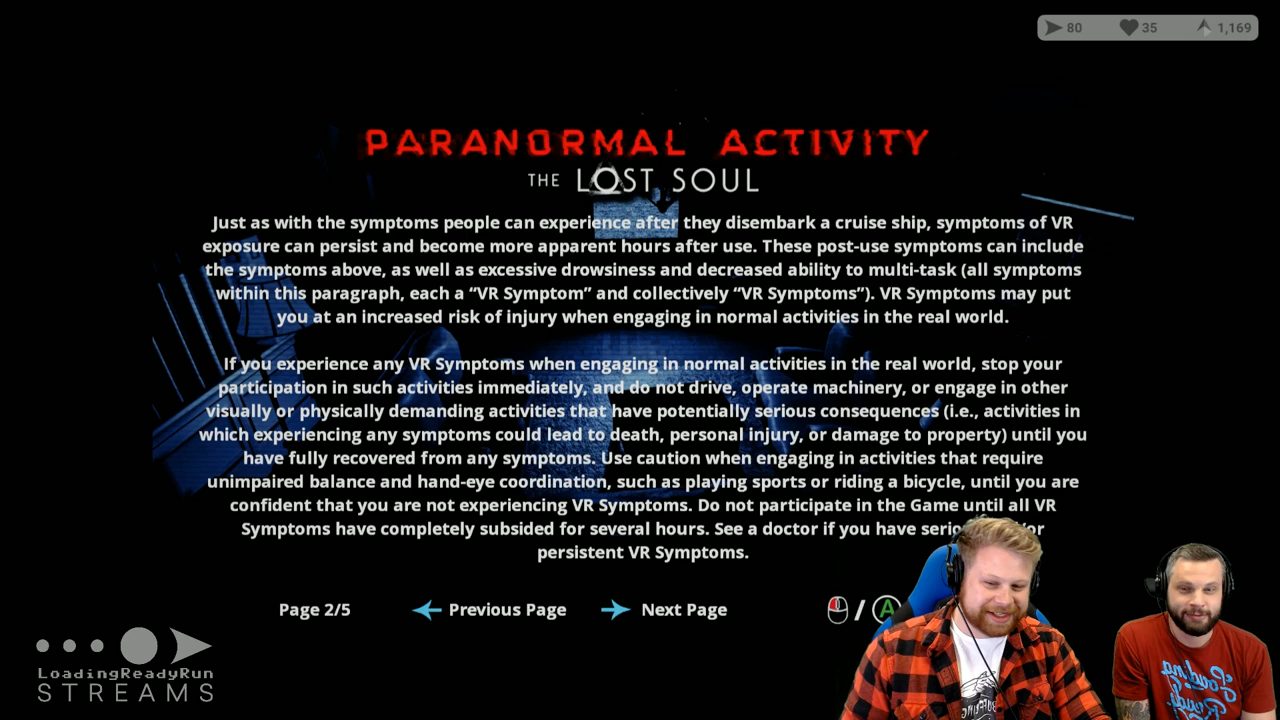 80 35 1,169
PARANORMAL ACTIVITY
THE LOST SOUL
Just as with the symptoms people can experience after they disembark a cruise ship, symptoms of VR
exposure can persist and become more apparent hours after use. These post-use symptoms can include
the symptoms above, as well as excessive drowsiness and decreased ability to multi-task (all symptoms
within this paragraph, each a “VR Symptom” and collectively “VR Symptoms”). VR Symptoms may put
you at an increased risk of injury when engaging in normal activities in the real world.
If you experience any VR Symptoms when engaging in normal activities in the real world, stop your
participation in such activities immediately, and do not drive, operate machinery, or engage in other
visually or physically demanding activities that have potentially serious consequences (i.e., activities in
which experiencing any symptoms could lead to death, personal injury, or damage to property) until you
have fully recovered from any symptoms. Use caution when engaging in activities that require
unimpaired balance and hand-eye coordination, such as playing sports or riding a bicycle, until you are
confident that you are not experiencing VR Symptoms. Do not participate in the Game until all VR
Symptoms have completely subsided for several hours. See a doctor if you have
persistent VR Symptoms.
Page 2/5 Previous Page Next Page / A
LoadingReadyRun
STREAMS
Loading
Ready